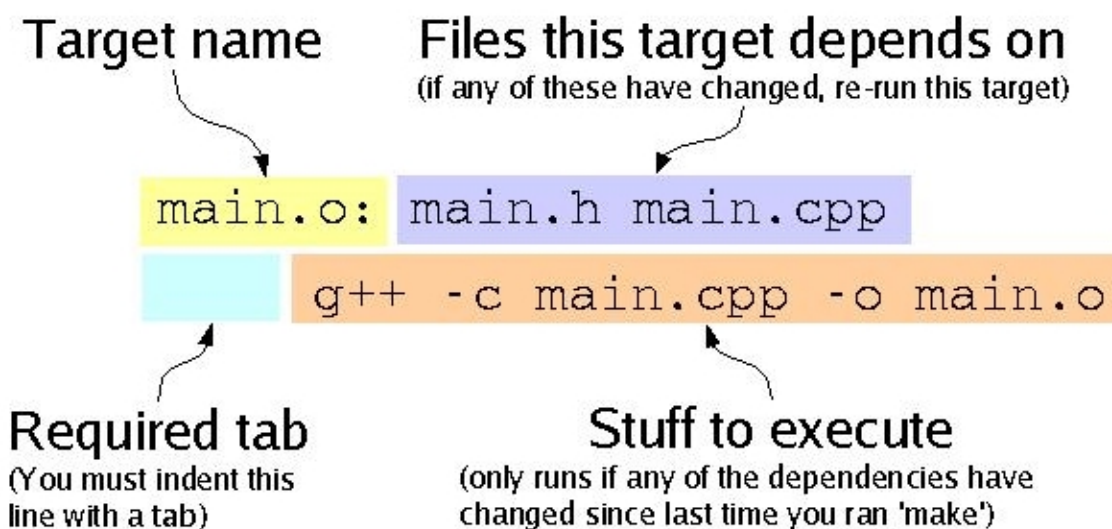 Target name
Files this target depends on
(if any of these have changed, re-run this target)
main.o: main.h main.cpp
g++ -c main.cpp -o main.o
Required tab
(You must indent this
line with a tab)
Stuff to execute
(only runs if any of the dependencies have
changed since last time you ran 'make')